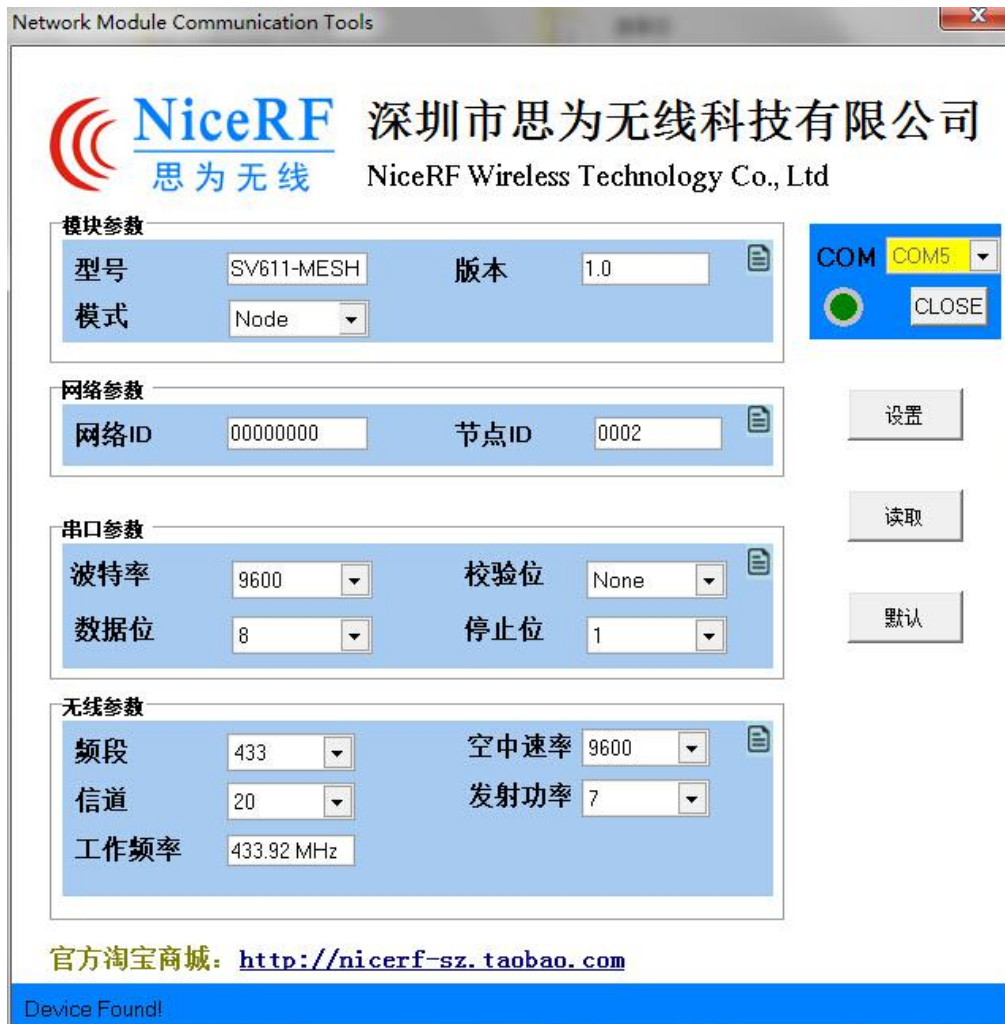 Network Module Communication Tools
NiceRF
思为无线
深圳市思为无线科技有限公司
NiceRF Wireless Technology Co., Ltd
模块参数
型号 SV611-MESH 版本 1.0
模式 Node
COM COM5
CLOSE
网络参数
网络ID 00000000 节点ID 0002
设置
读取
默认
串口参数
波特率 9600 校验位 None
数据位 8 停止位 1
无线参数
频段 433 空中速率 9600
信道 20 发射功率 7
工作频率 433.92 MHz
官方淘宝商城：http://nicerf-sz.taobao.com
Device Found!